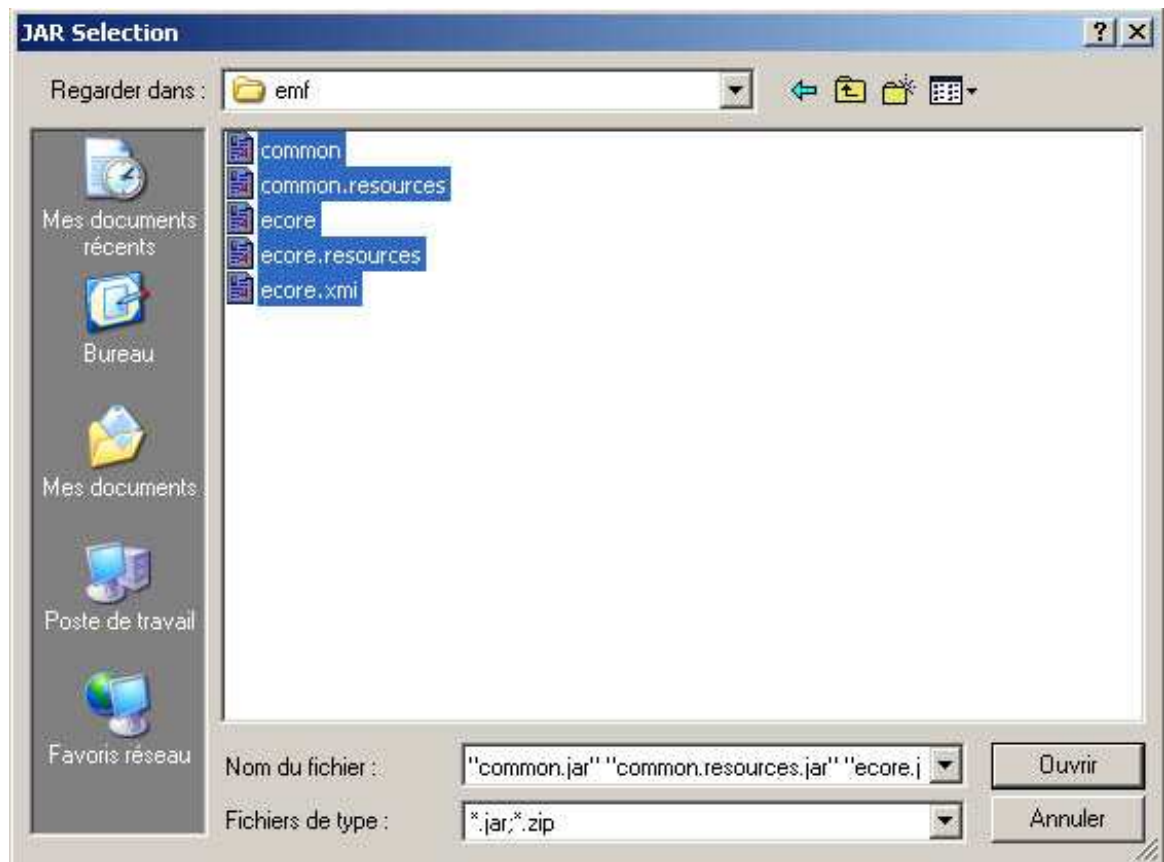 JAR Selection
Regarder dans :
emf
common
common.resources
ecore
ecore.resources
ecore.xmi
Mes documents
récents
Bureau
Mes documents
Poste de travail
Favoris réseau
Nom du fichier :
"common.jar" "common.resources.jar" "ecore.j
Ouvrir
Fichiers de type :
*.jar;*.zip
Annuler